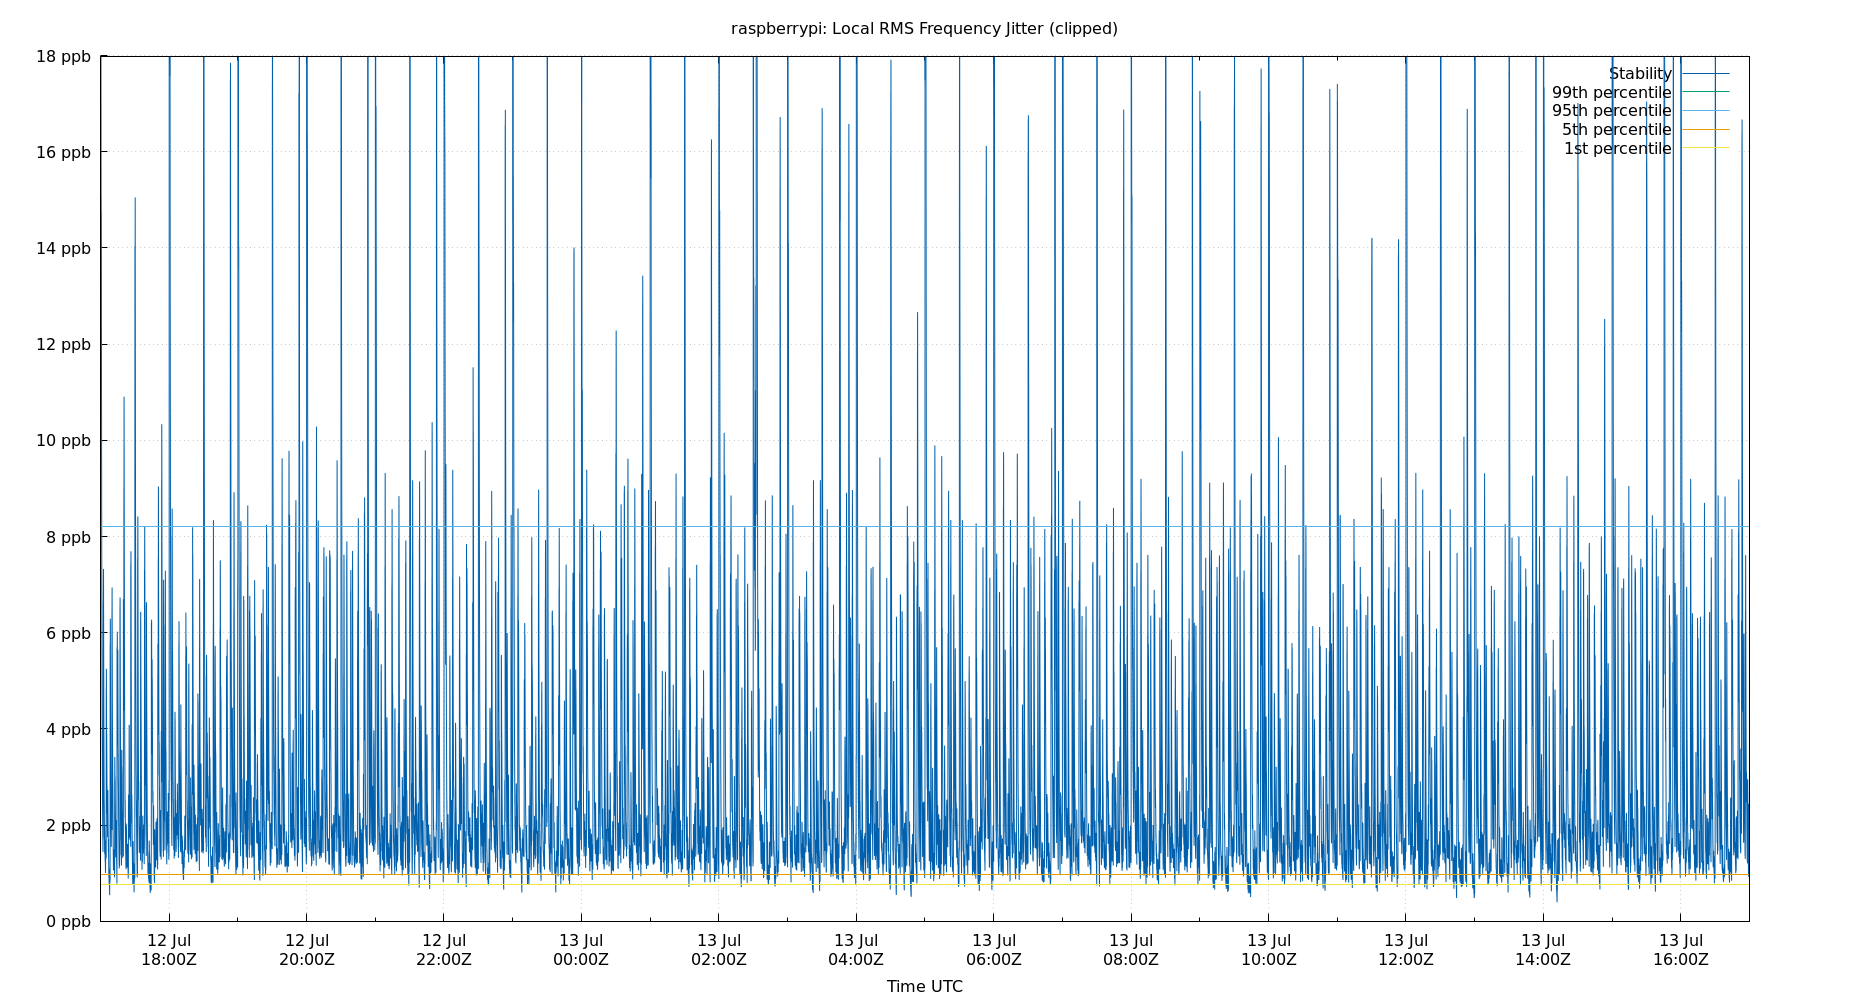 raspberrypi: Local RMS Frequency Jitter (clipped)
18 ppb
16 ppb
14 ppb
12 ppb
10 ppb
8 ppb
6 ppb
4 ppb
2 ppb
0 ppb
Stability
99th percentile
95th percentile
5th percentile
1st percentile
12 Jul 12 Jul 12 Jul 13 Jul 13 Jul 13 Jul 13 Jul 13 Jul 13 Jul 13 Jul 13 Jul 13 Jul
18:00Z 20:00Z 22:00Z 00:00Z 02:00Z 04:00Z 06:00Z 08:00Z 10:00Z 12:00Z 14:00Z 16:00Z
Time UTC